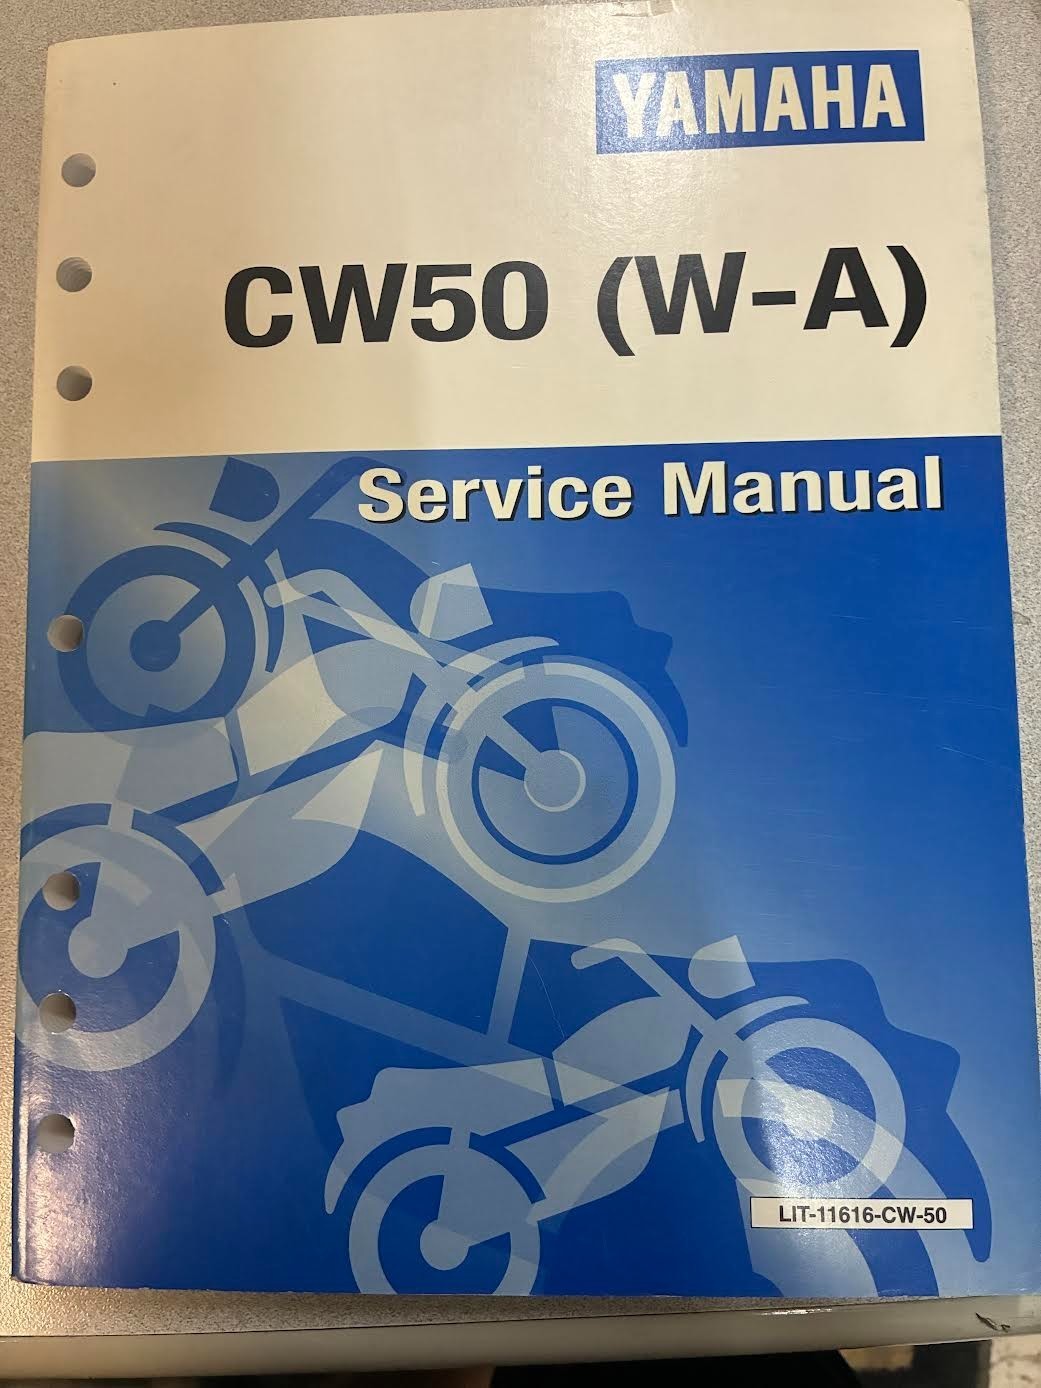 YAMAHA
CW50 (W-A)
Service Manual
LIT-11616-CW-50